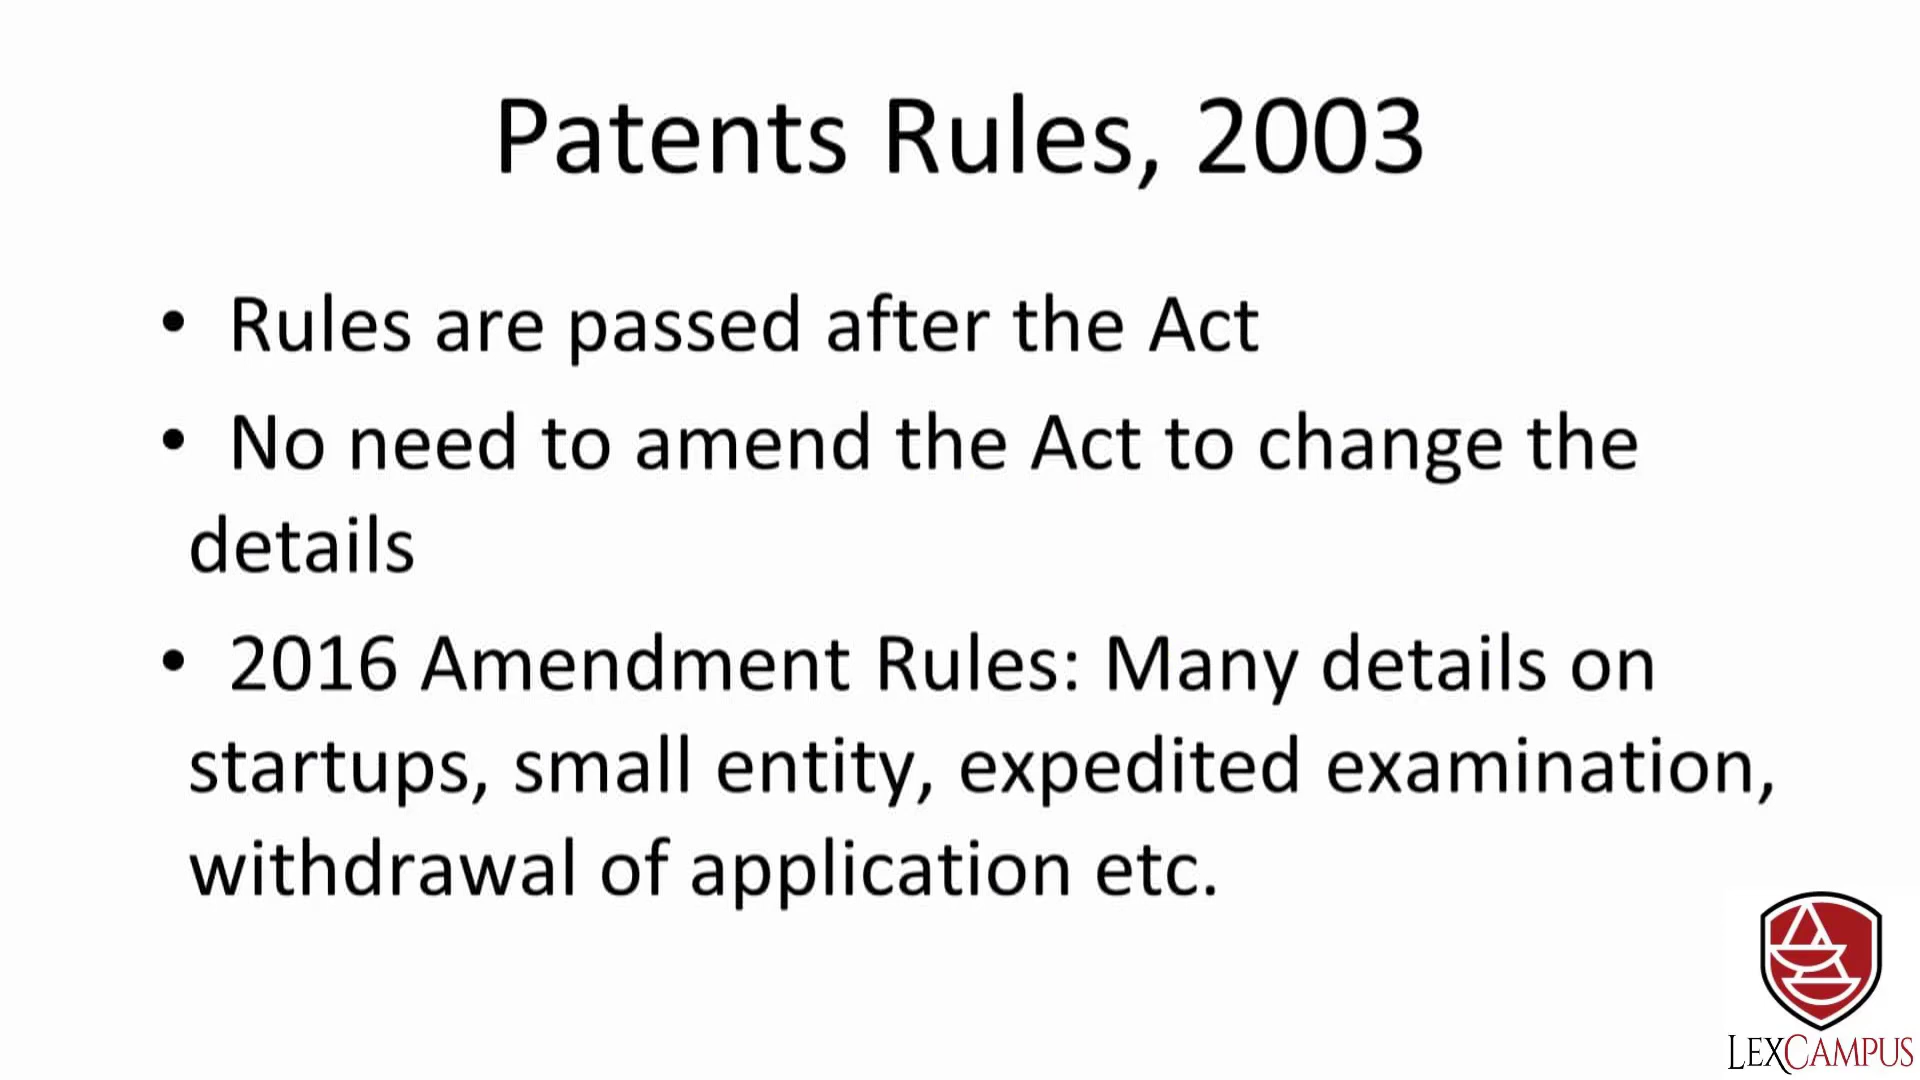 Patents Rules, 2003
• Rules are passed after the Act
• No need to amend the Act to change the
details
• 2016 Amendment Rules: Many details on
startups, small entity, expedited examination,
withdrawal of application etc.
LEXCAMPUS